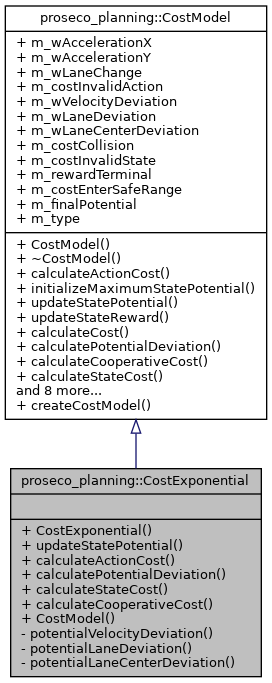 proseco_planning::CostModel
+ m_wAccelerationX
+ m_wAccelerationY
+ m_wLaneChange
+ m_costInvalidAction
+ m_wVelocityDeviation
+ m_wLaneDeviation
+ m_wLaneCenterDeviation
+ m_costCollision
+ m_costInvalidState
+ m_rewardTerminal
+ m_costEnterSafeRange
+ m_finalPotential
+ m_type
+ CostModel()
+ ~CostModel()
+ calculateActionCost()
+ initializeMaximumStatePotential()
+ updateStatePotential()
+ updateStateReward()
+ calculateCost()
+ calculatePotentialDeviation()
+ calculateCooperativeCost()
+ calculateStateCost()
and 8 more...
+ createCostModel()
proseco_planning::CostExponential
+ CostExponential()
+ updateStatePotential()
+ calculateActionCost()
+ calculatePotentialDeviation()
+ calculateStateCost()
+ calculateCooperativeCost()
+ CostModel()
- potentialVelocityDeviation()
- potentialLaneDeviation()
- potentialLaneCenterDeviation()